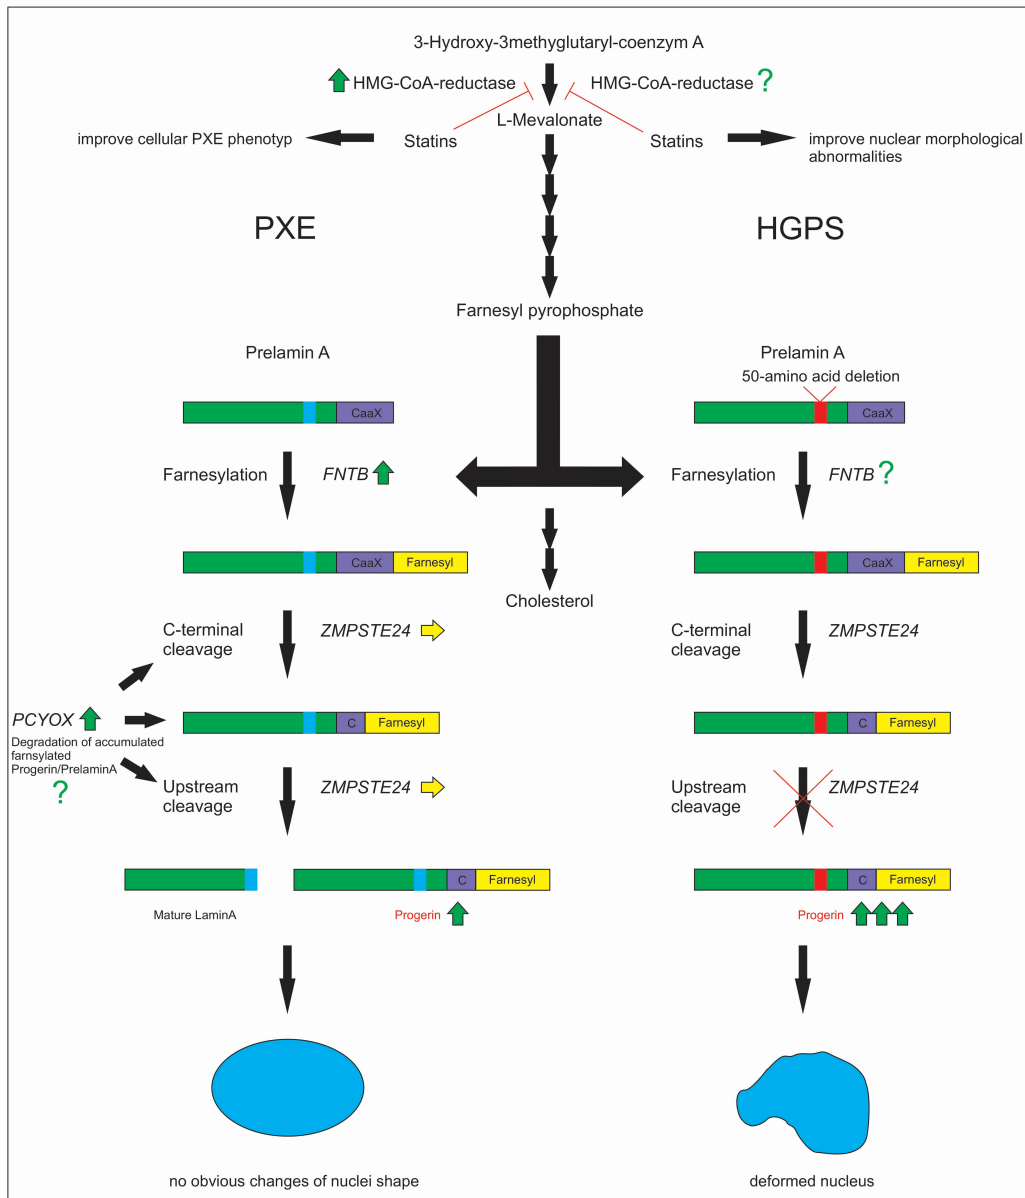 3-Hydroxy-3methyglutaryl-coenzym A
HMG-CoA-reductase
HMG-CoA-reductase ?
L-Mevalonate
improve cellular PXE phenotyp
Statins
Statins
improve nuclear morphological
abnormalities
PXE
HGPS
Farnesyl pyrophosphate
Prelamin A
Prelamin A
50-amino acid deletion
CaaX
CaaX
Farnesylation
FNTB
Farnesylation
FNTB ?
CaaX
Farnesyl
CaaX
Farnesyl
Cholesterol
C-terminal
cleavage
ZMPSTE24
C-terminal
cleavage
ZMPSTE24
PCYOX
Degradation of accumulated
farnsylated
Progerin/PrelaminA
?
C
Farnesyl
C
Farnesyl
Upstream
cleavage
ZMPSTE24
Upstream
cleavage
ZMPSTE24
C
Farnesyl
C
Farnesyl
Mature LaminA
Progerin
Progerin
no obvious changes of nuclei shape
deformed nucleus